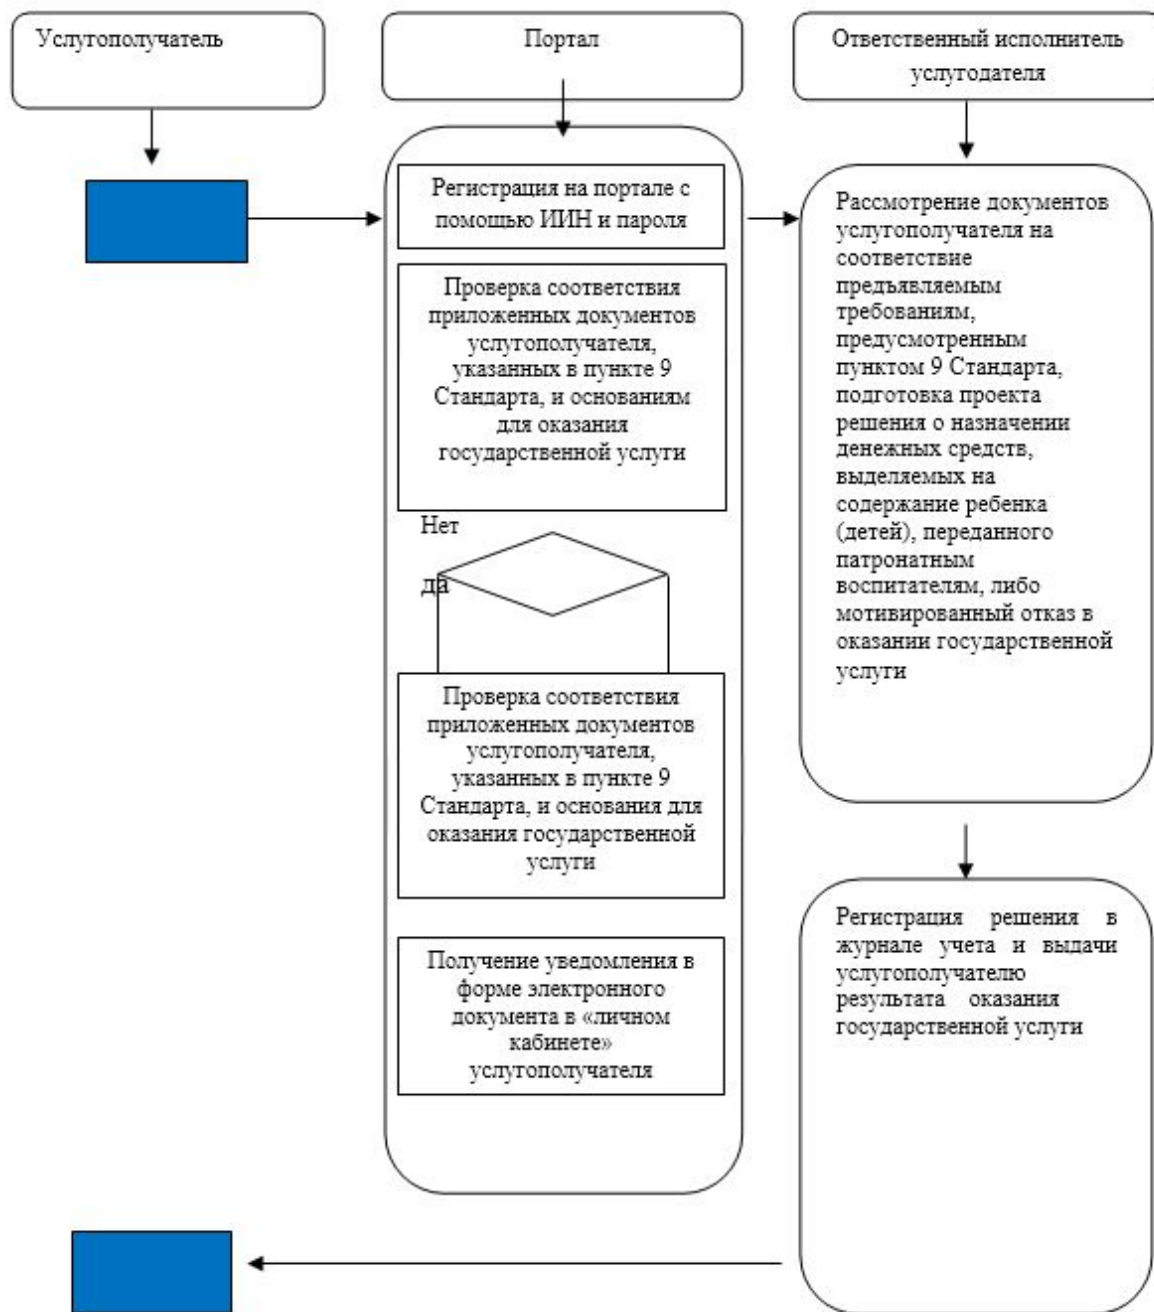 Услугополучатель
Портал
Ответственный исполнитель
услугодателя
Регистрация на портале с
помощью ИИН и пароля
Проверка соответствия
приложенных документов
услугополучателя,
указанных в пункте 9
Стандарта, и основаниям
для оказания
государственной услуги
Нет
да
Проверка соответствия
приложенных документов
услугополучателя,
указанных в пункте 9
Стандарта, и основания для
оказания государственной
услуги
Получение уведомления в
форме электронного
документа в «личном
кабинете»
услугополучателя
Рассмотрение документов
услугополучателя на
соответствие
предъявляемым
требованиям,
предусмотренным
пунктом 9 Стандарта,
подготовка проекта
решения о назначении
денежных средств,
выделяемых на
содержание ребенка
(детей), переданного
патронатным
воспитателям, либо
мотивированный отказ в
оказании государственной
услуги
Регистрация решения в
журнале учета и выдачи
услугополучателю
результата оказания
государственной услуги